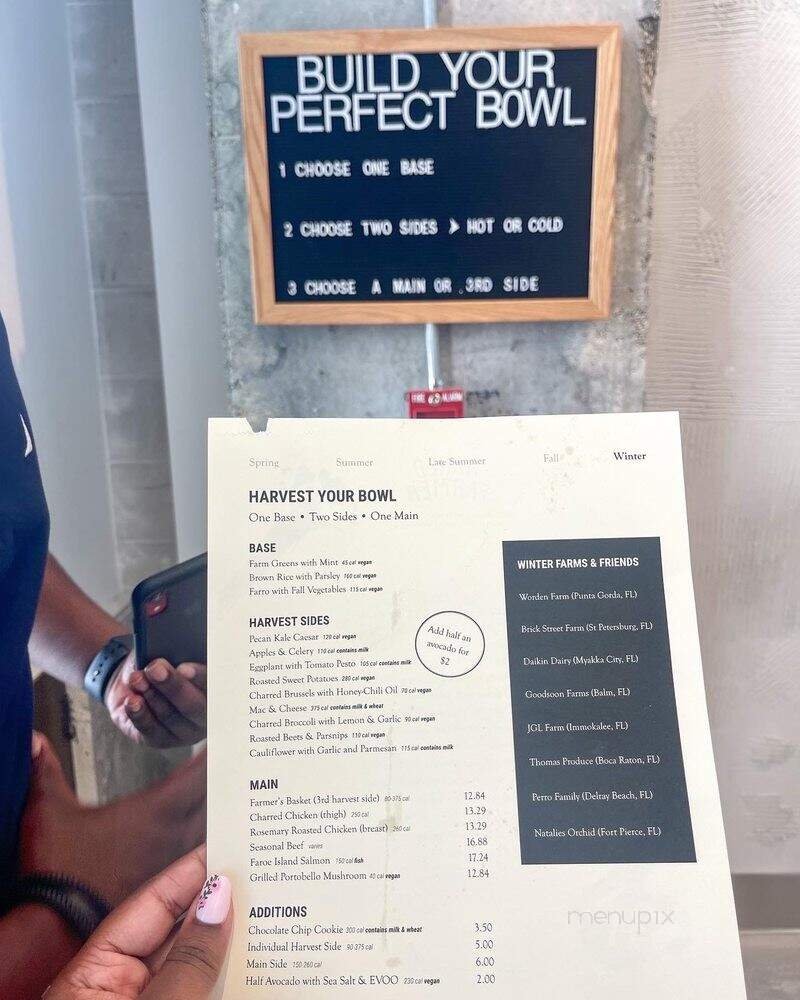 BUILD YOUR
PERFECT BOWL
1 CHOOSE ONE BASE
2 CHOOSE TWO SIDES > HOT OR COLD
3 CHOOSE A MAIN OR 3RD SIDE
Spring Summer Late Summer Fall Winter
HARVEST YOUR BOWL
One Base • Two Sides • One Main
BASE
Farm Greens with Mint 45 cal vegan
Brown Rice with Parsley 160 cal vegan
Farro with Fall Vegetables 115 cal vegan
HARVEST SIDES
Pecan Kale Caesar 120 cal vegan
Apples & Celery 110 cal contains milk
Eggplant with Tomato Pesto 105 cal contains milk
Roasted Sweet Potatoes 280 cal vegan
Charred Brussels with Honey-Chili Oil 70 cal vegan
Mac & Cheese 375 cal contains milk & wheat
Charred Broccoli with Lemon & Garlic 90 cal vegan
Roasted Beets & Parsnips 110 cal vegan
Cauliflower with Garlic and Parmesan 115 cal contains milk
Add half an
avocado for
$2
MAIN
Farmer's Basket (3rd harvest side) 80-375 cal 12.84
Charred Chicken (thigh) 250 cal 13.29
Rosemary Roasted Chicken (breast) 260 cal 13.29
Seasonal Beef varies 16.88
Faroe Island Salmon 150 cal fish 17.24
Grilled Portobello Mushroom 40 cal vegan 12.84
ADDITIONS
Chocolate Chip Cookie 300 cal contains milk & wheat 3.50
Individual Harvest Side 90-375 cal 5.00
Main Side 150-260 cal 6.00
Half Avocado with Sea Salt & EVOO 230 cal vegan 2.00
WINTER FARMS & FRIENDS
Worden Farm (Punta Gorda, FL)
Brick Street Farm (St Petersburg, FL)
Daikin Dairy (Myakka City, FL)
Goodsoon Farms (Balm, FL)
JGL Farm (Immokalee, FL)
Thomas Produce (Boca Raton, FL)
Perro Family (Delray Beach, FL)
Natalies Orchid (Fort Pierce, FL)
menupix